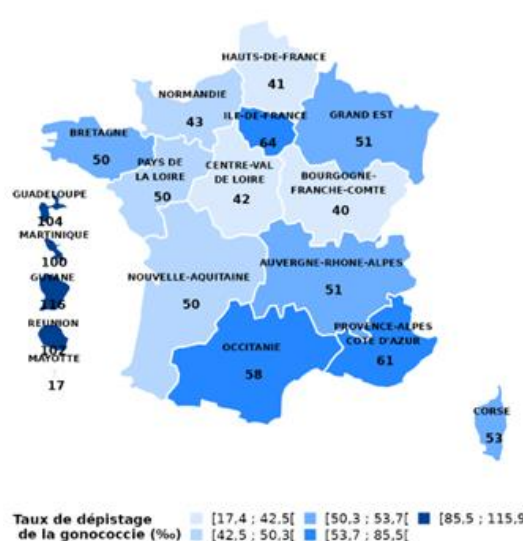 HAUTS-DE-FRANCE
41
NORMANDIE
43
ILE-DE-FRANCE
64
GRAND EST
51
BRETAGNE
50
PAYS DE
LA LOIRE
50
CENTRE-VAL
DE LOIRE
42
BOURGOGNE-
FRANCHE-COMTE
40
GUADELOUPE
104
MARTINIQUE
100
GUYANE
116
REUNION
102
MAYOTTE
17
NOUVELLE-AQUITAINE
50
AUVERGNE-RHONE-ALPES
51
OCCITANIE
58
PROVENCE-ALPES
COTE D'AZUR
61
CORSE
53
Taux de dépistage
de la gonococcie (‰)
[17,4 ; 42,5[
[42,5 ; 50,3[
[50,3 ; 53,7[
[53,7 ; 85,5[
[85,5 ; 115,9